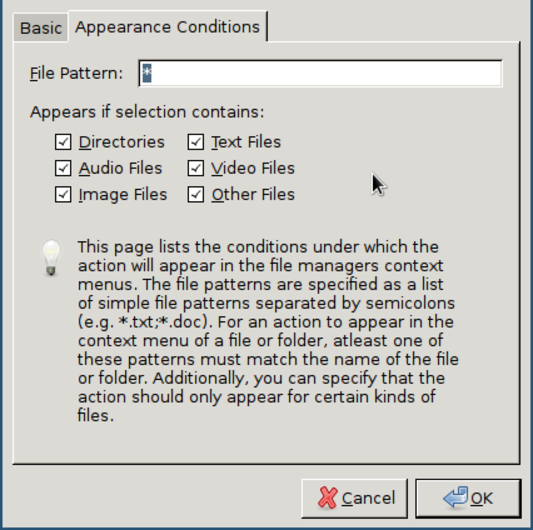 Basic Appearance Conditions
File Pattern: *
Appears if selection contains:
Directories Text Files
Audio Files Video Files
Image Files Other Files
This page lists the conditions under which the
action will appear in the file managers context
menus. The file patterns are specified as a list
of simple file patterns separated by semicolons
(e.g. *.txt;*.doc). For an action to appear in the
context menu of a file or folder, atleast one of
these patterns must match the name of the file
or folder. Additionally, you can specify that the
action should only appear for certain kinds of
files.
Cancel OK